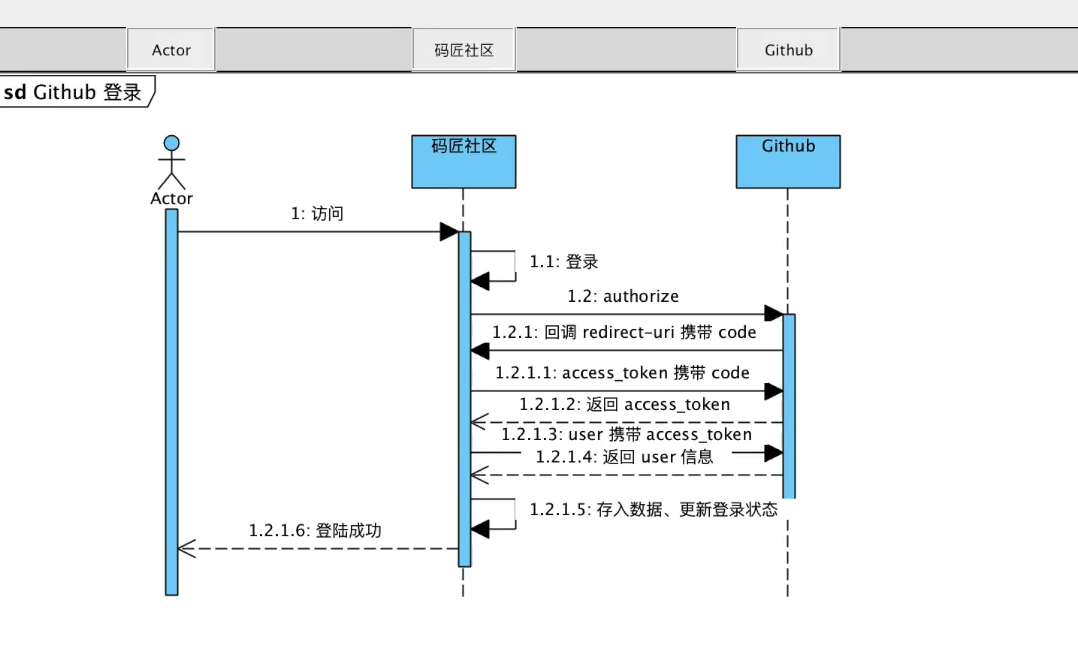 Actor
码匠社区
Github
sd Github 登录
码匠社区
Github
Actor
1: 访问
1.1: 登录
1.2: authorize
1.2.1: 回调 redirect-uri 携带 code
1.2.1.1: access_token 携带 code
1.2.1.2: 返回 access_token
1.2.1.3: user 携带 access_token
1.2.1.4: 返回 user 信息
1.2.1.5: 存入数据、更新登录状态
1.2.1.6: 登陆成功